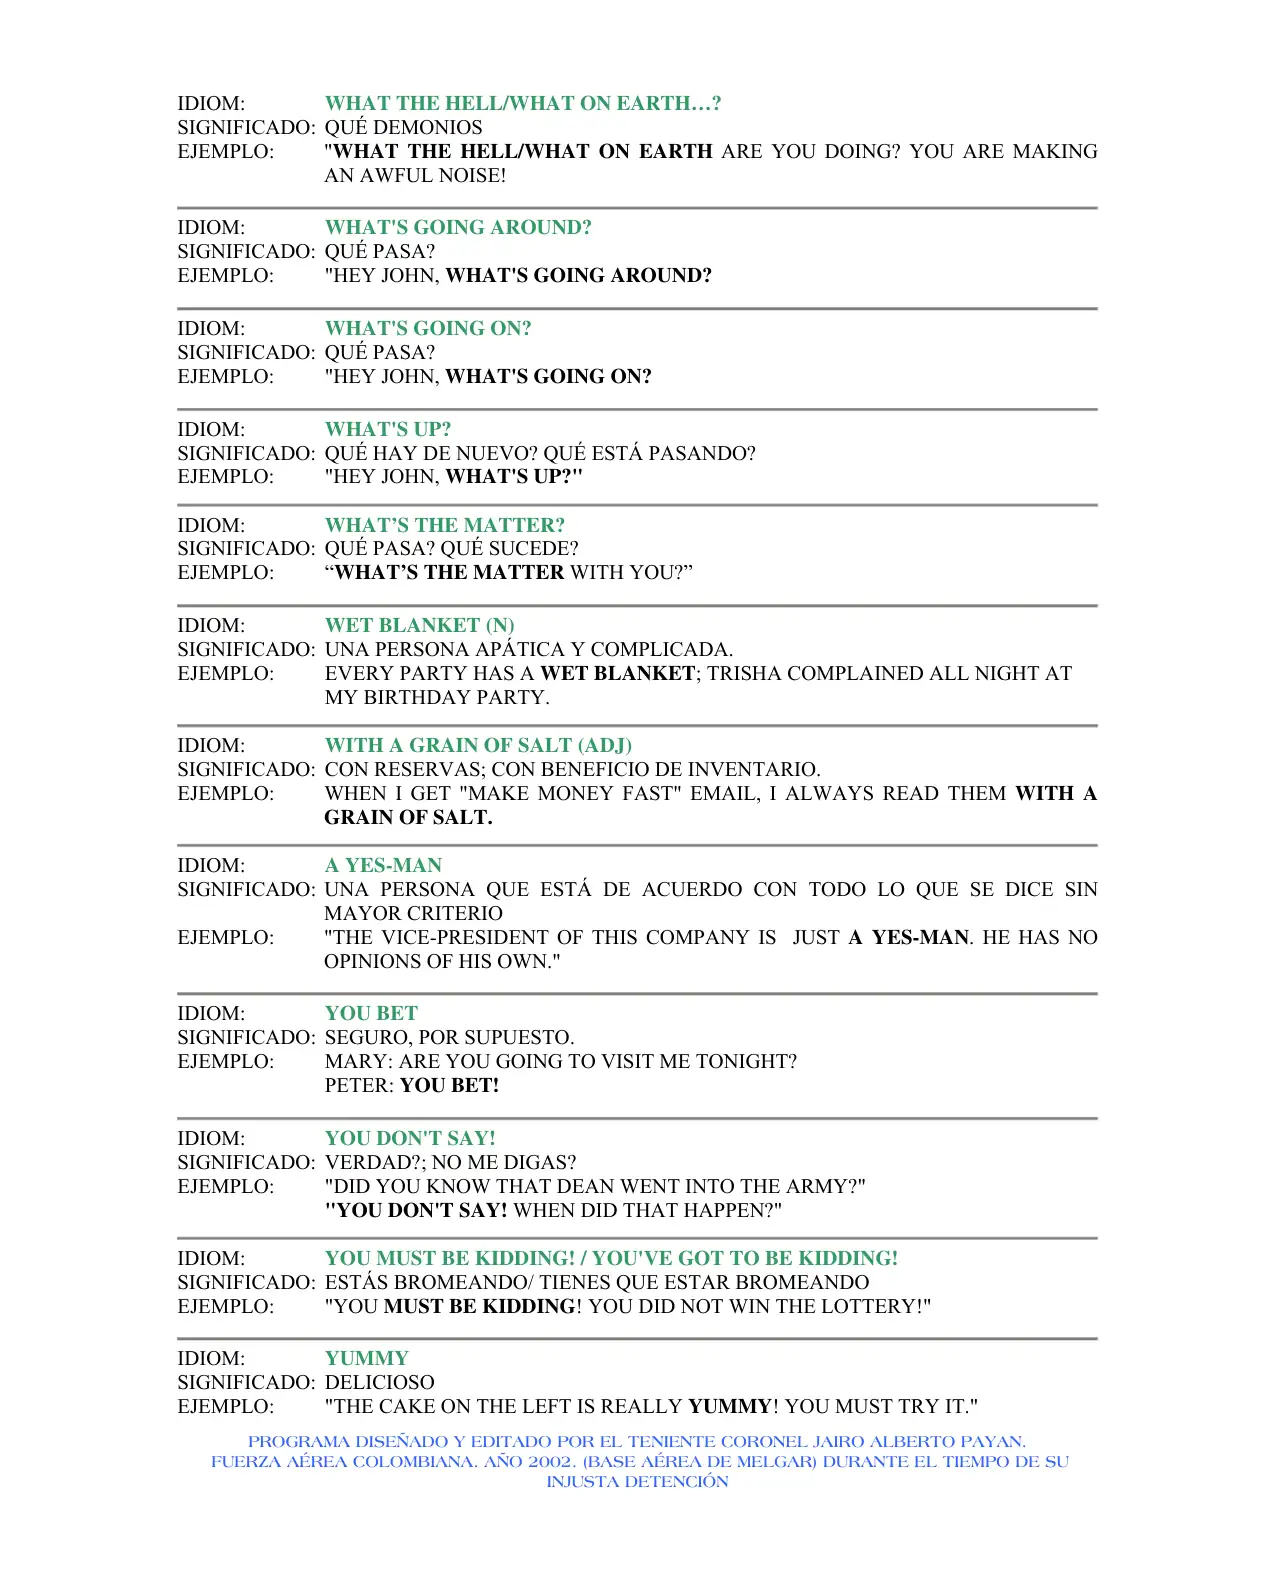 IDIOM: WHAT THE HELL/WHAT ON EARTH…?
SIGNIFICADO: QUÉ DEMONIOS
EJEMPLO: "WHAT THE HELL/WHAT ON EARTH ARE YOU DOING? YOU ARE MAKING
AN AWFUL NOISE!
IDIOM: WHAT'S GOING AROUND?
SIGNIFICADO: QUÉ PASA?
EJEMPLO: "HEY JOHN, WHAT'S GOING AROUND?
IDIOM: WHAT'S GOING ON?
SIGNIFICADO: QUÉ PASA?
EJEMPLO: "HEY JOHN, WHAT'S GOING ON?
IDIOM: WHAT'S UP?
SIGNIFICADO: QUÉ HAY DE NUEVO? QUÉ ESTÁ PASANDO?
EJEMPLO: "HEY JOHN, WHAT'S UP?"
IDIOM: WHAT’S THE MATTER?
SIGNIFICADO: QUÉ PASA? QUÉ SUCEDE?
EJEMPLO: “WHAT’S THE MATTER WITH YOU?”
IDIOM: WET BLANKET (N)
SIGNIFICADO: UNA PERSONA APÁTICA Y COMPLICADA.
EJEMPLO: EVERY PARTY HAS A WET BLANKET; TRISHA COMPLAINED ALL NIGHT AT
MY BIRTHDAY PARTY.
IDIOM: WITH A GRAIN OF SALT (ADJ)
SIGNIFICADO: CON RESERVAS; CON BENEFICIO DE INVENTARIO.
EJEMPLO: WHEN I GET "MAKE MONEY FAST" EMAIL, I ALWAYS READ THEM WITH A
GRAIN OF SALT.
IDIOM: A YES-MAN
SIGNIFICADO: UNA PERSONA QUE ESTÁ DE ACUERDO CON TODO LO QUE SE DICE SIN
MAYOR CRITERIO
EJEMPLO: "THE VICE-PRESIDENT OF THIS COMPANY IS JUST A YES-MAN. HE HAS NO
OPINIONS OF HIS OWN."
IDIOM: YOU BET
SIGNIFICADO: SEGURO, POR SUPUESTO.
EJEMPLO: MARY: ARE YOU GOING TO VISIT ME TONIGHT?
PETER: YOU BET!
IDIOM: YOU DON'T SAY!
SIGNIFICADO: VERDAD?; NO ME DIGAS?
EJEMPLO: "DID YOU KNOW THAT DEAN WENT INTO THE ARMY?"
"YOU DON'T SAY! WHEN DID THAT HAPPEN?"
IDIOM: YOU MUST BE KIDDING! / YOU'VE GOT TO BE KIDDING!
SIGNIFICADO: ESTÁS BROMEANDO/ TIENES QUE ESTAR BROMEANDO
EJEMPLO: "YOU MUST BE KIDDING! YOU DID NOT WIN THE LOTTERY!"
IDIOM: YUMMY
SIGNIFICADO: DELICIOSO
EJEMPLO: "THE CAKE ON THE LEFT IS REALLY YUMMY! YOU MUST TRY IT."
PROGRAMA DISEÑADO Y EDITADO POR EL TENIENTE CORONEL JAIRO ALBERTO PAYAN.
FUERZA AÉREA COLOMBIANA. AÑO 2002. (BASE AÉREA DE MELGAR) DURANTE EL TIEMPO DE SU
INJUSTA DETENCIÓN